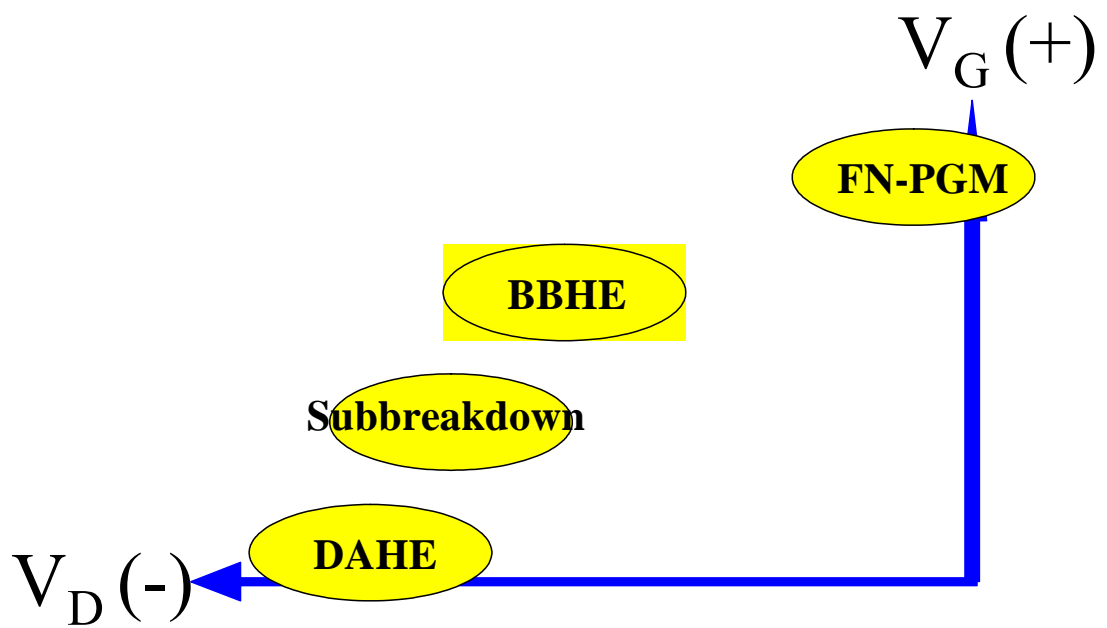 V_G (+)
FN-PGM
BBHE
Subbreakdown
DAHE
V_D (-)